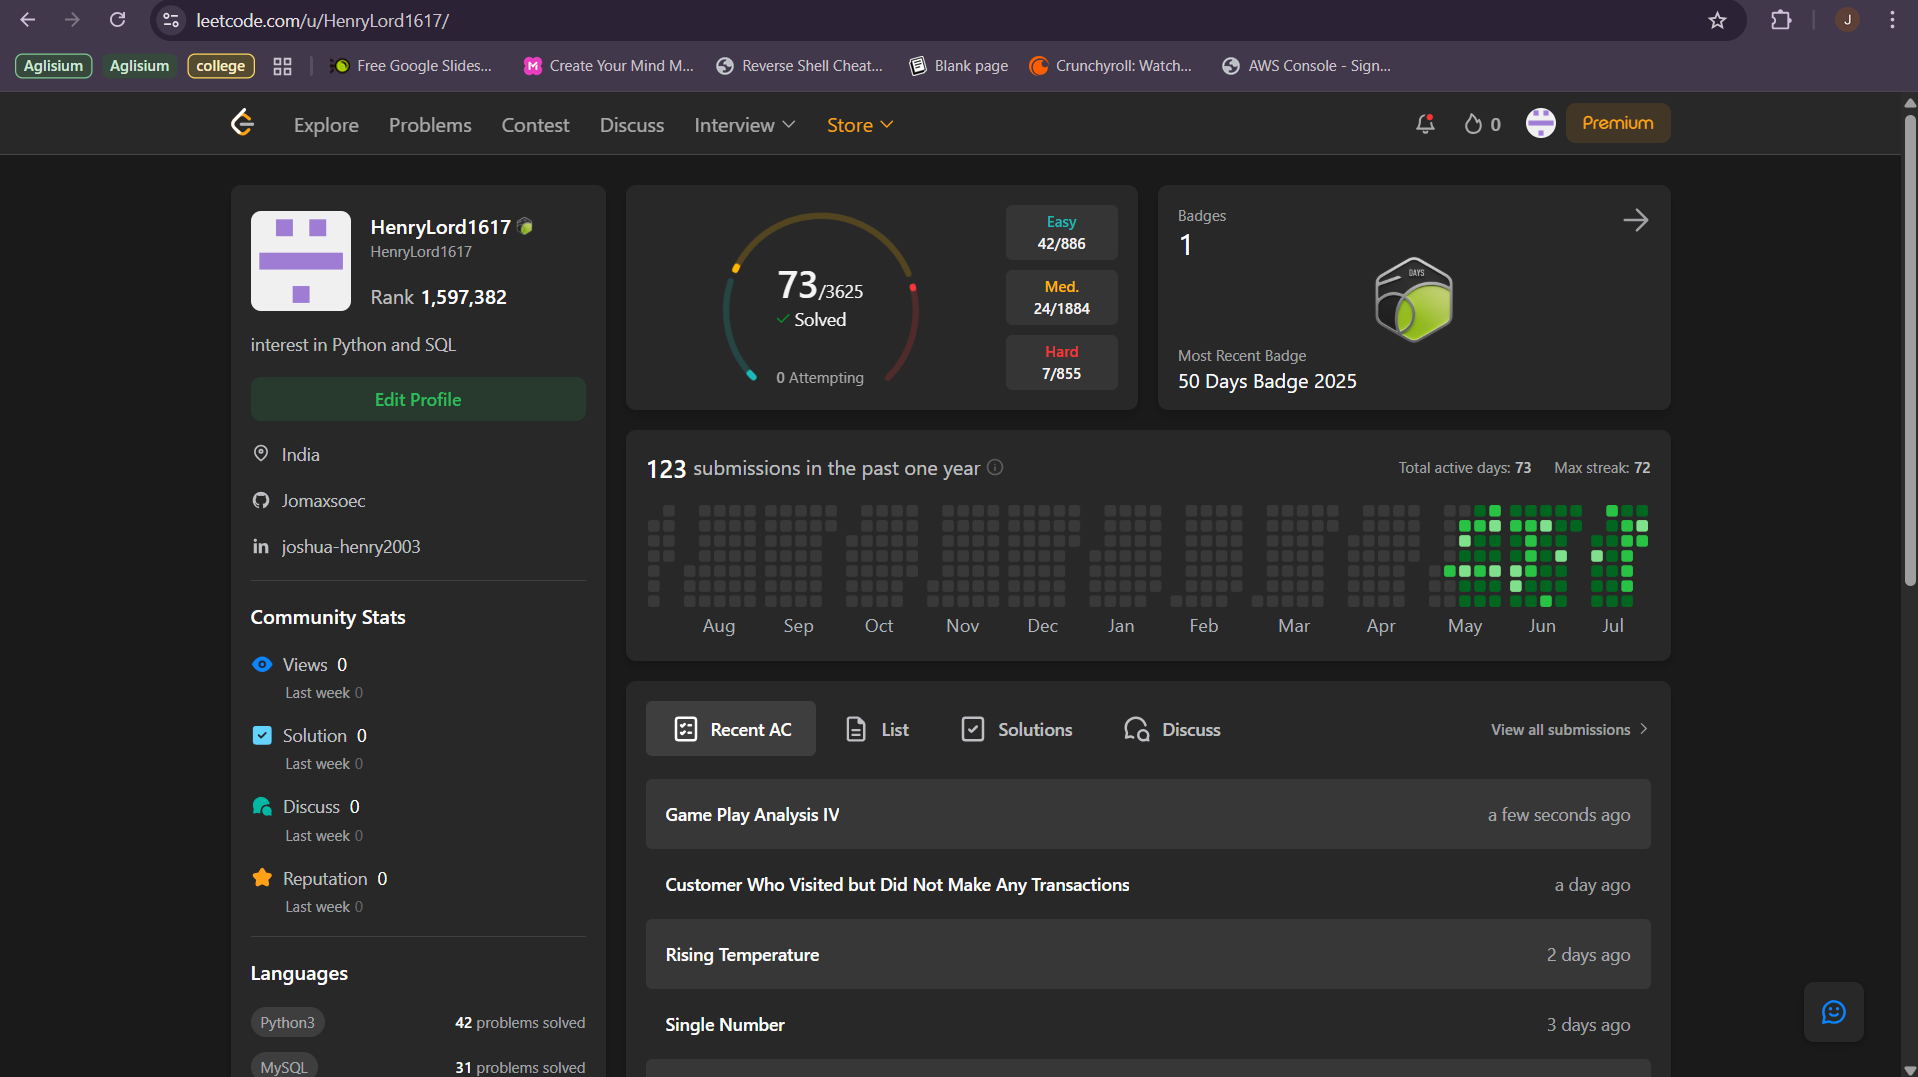 leetcode.com/u/HenryLord1617/
J
Aglisium
Aglisium
college
Free Google Slides...
Create Your Mind M...
Reverse Shell Cheat...
Blank page
Crunchyroll: Watch...
AWS Console - Sign...
Explore
Problems
Contest
Discuss
Interview
Store
0
Premium
HenryLord1617
HenryLord1617
Rank 1,597,382
interest in Python and SQL
Edit Profile
India
Jomaxsoec
joshua-henry2003
Community Stats
Views 0
Last week 0
Solution 0
Last week 0
Discuss 0
Last week 0
Reputation 0
Last week 0
Languages
Python3 42 problems solved
MySQL 31 problems solved
73/3625
Solved
0 Attempting
Easy
42/886
Med.
24/1884
Hard
7/855
Badges
1
DAYS
Most Recent Badge
50 Days Badge 2025
123 submissions in the past one year
Total active days: 73 Max streak: 72
Aug Sep Oct Nov Dec Jan Feb Mar Apr May Jun Jul
Recent AC
List
Solutions
Discuss
View all submissions
Game Play Analysis IV a few seconds ago
Customer Who Visited but Did Not Make Any Transactions a day ago
Rising Temperature 2 days ago
Single Number 3 days ago